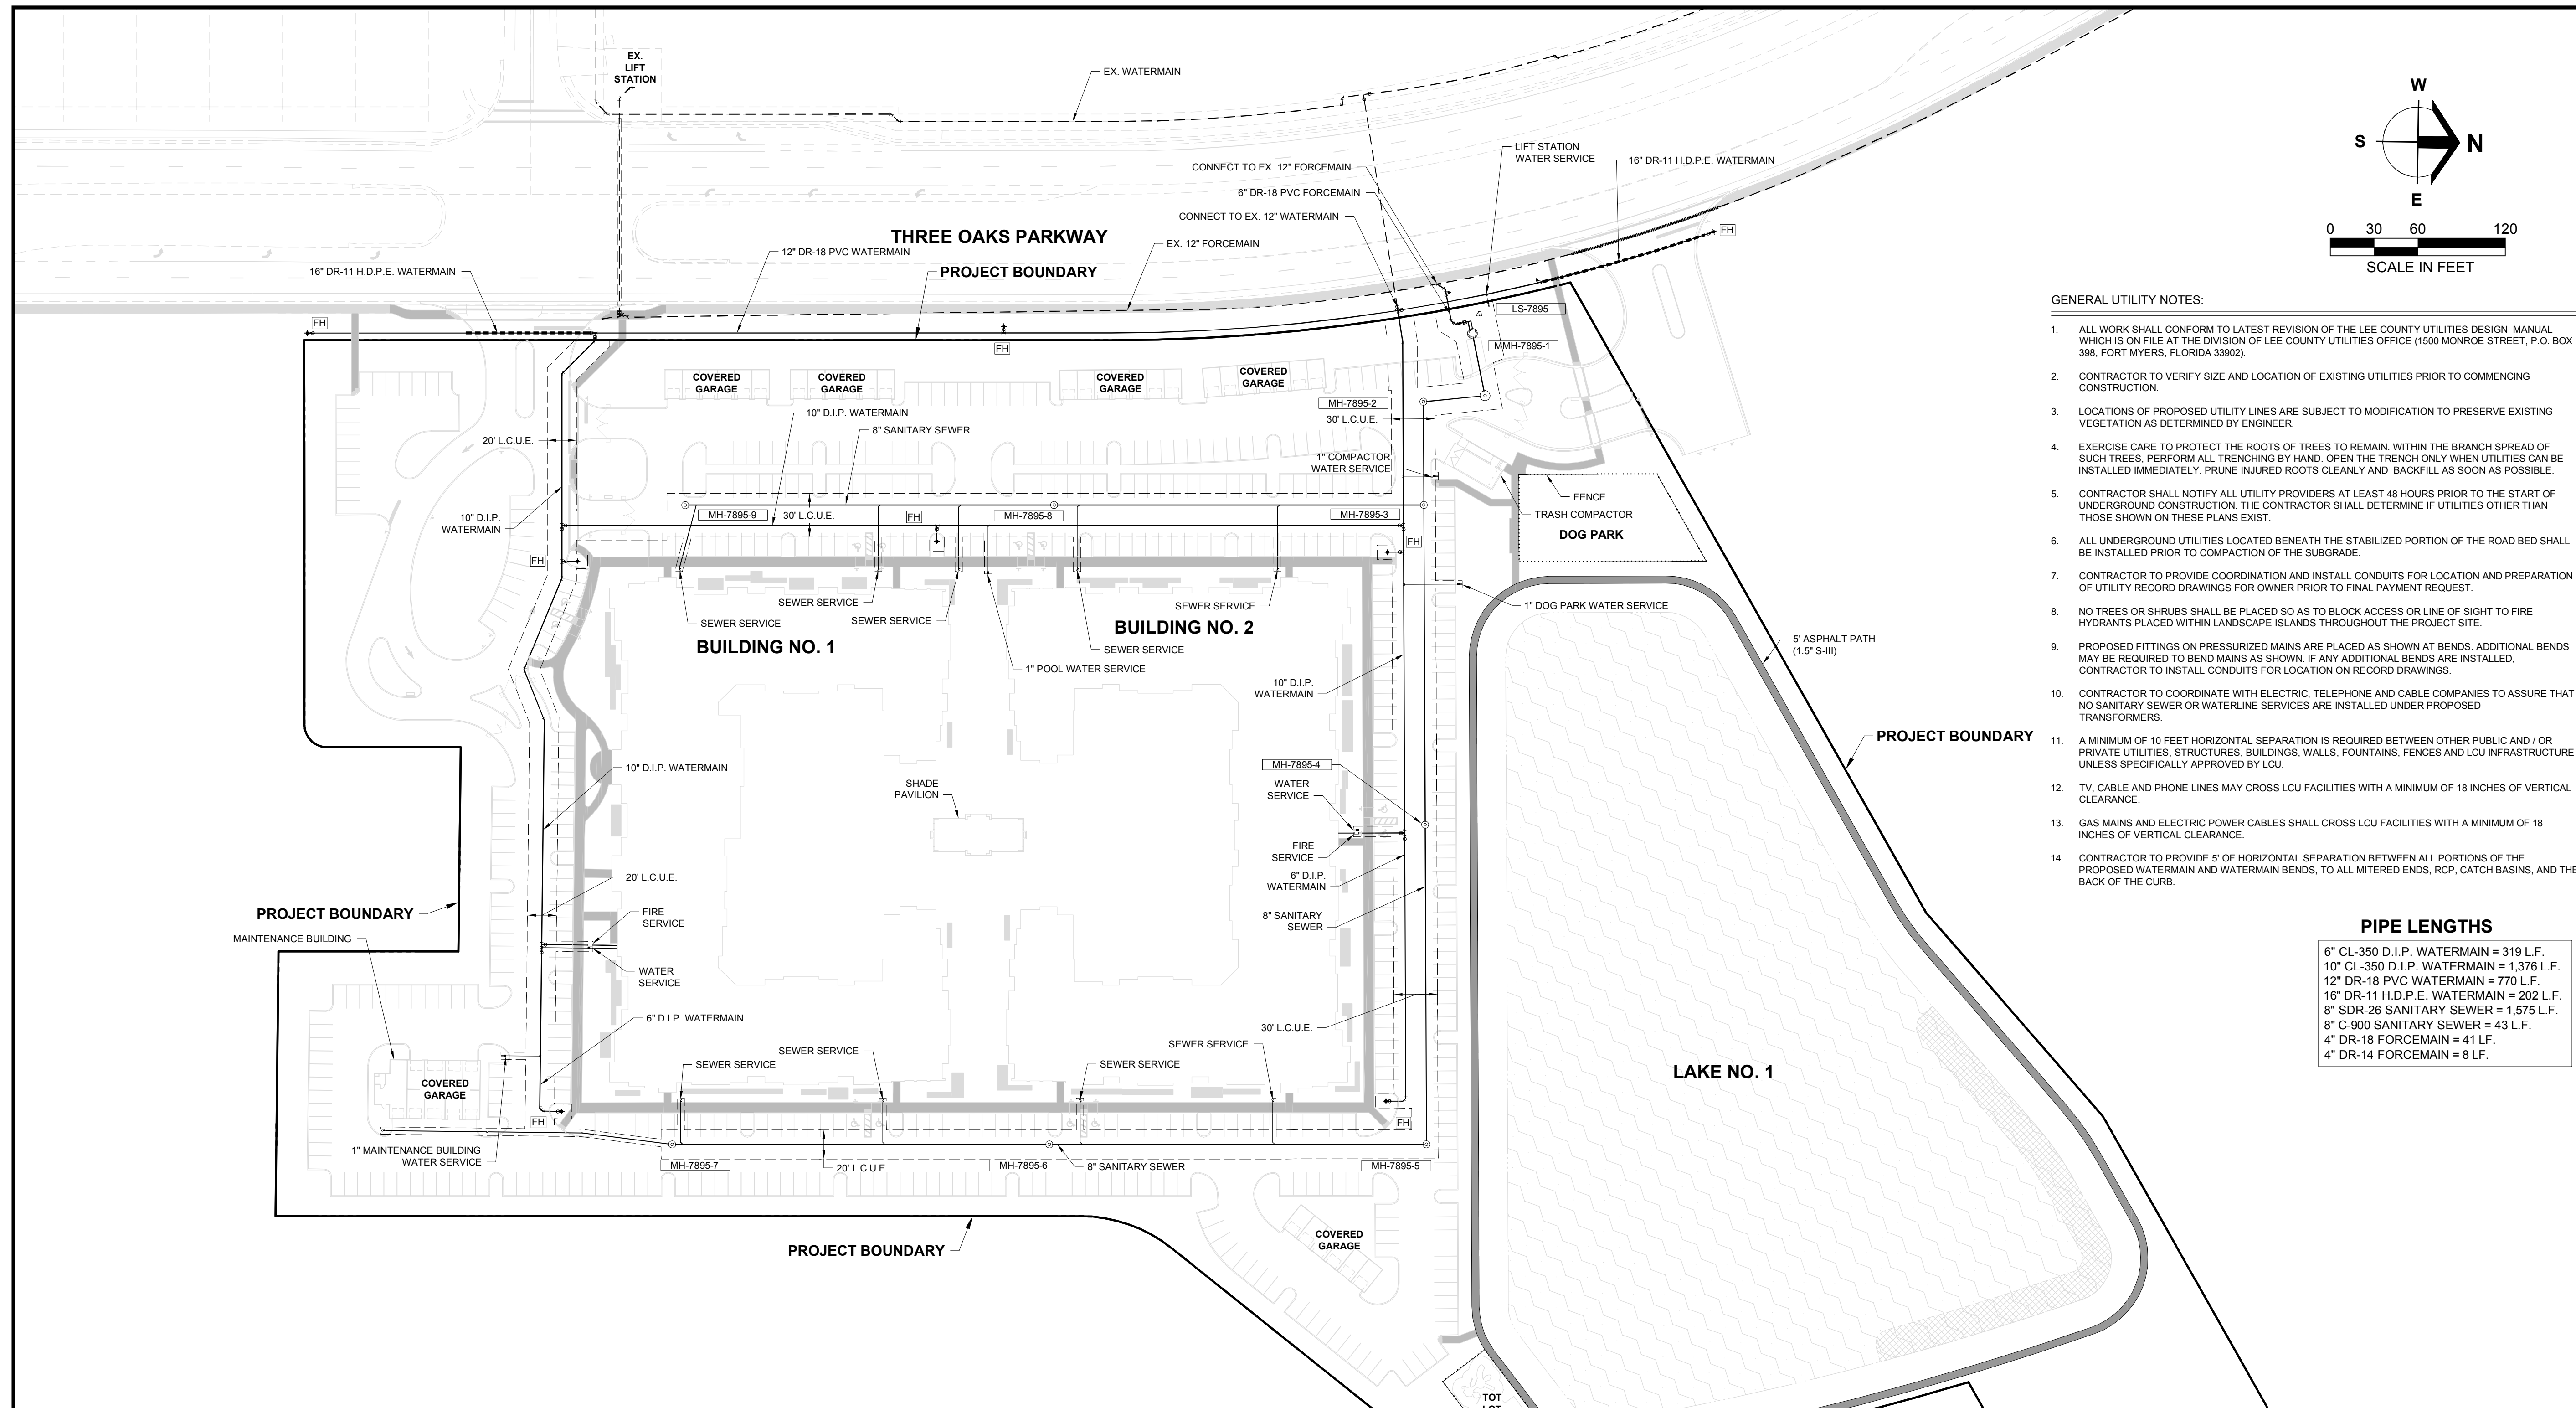 EX.
LIFT
STATION
EX. WATERMAIN
LIFT STATION
WATER SERVICE
16" DR-11 H.D.P.E. WATERMAIN
CONNECT TO EX. 12" FORCEMAIN
6" DR-18 PVC FORCEMAIN
CONNECT TO EX. 12" WATERMAIN
THREE OAKS PARKWAY
EX. 12" FORCEMAIN
12" DR-18 PVC WATERMAIN
16" DR-11 H.D.P.E. WATERMAIN
PROJECT BOUNDARY
FH
FH
FH
LS-7895
MMH-7895-1
COVERED
GARAGE
COVERED
GARAGE
COVERED
GARAGE
COVERED
GARAGE
MH-7895-2
30' L.C.U.E.
10" D.I.P. WATERMAIN
8" SANITARY SEWER
20' L.C.U.E.
1" COMPACTOR
WATER SERVICE
FENCE
TRASH COMPACTOR
DOG PARK
10" D.I.P.
WATERMAIN
MH-7895-9
30' L.C.U.E.
FH
MH-7895-8
MH-7895-3
FH
FH
SEWER SERVICE
SEWER SERVICE
SEWER SERVICE
SEWER SERVICE
SEWER SERVICE
1" DOG PARK WATER SERVICE
BUILDING NO. 1
BUILDING NO. 2
1" POOL WATER SERVICE
5' ASPHALT PATH
(1.5" S-III)
10" D.I.P.
WATERMAIN
PROJECT BOUNDARY
10" D.I.P. WATERMAIN
MH-7895-4
SHADE
PAVILION
WATER
SERVICE
FIRE
SERVICE
6" D.I.P.
WATERMAIN
20' L.C.U.E.
PROJECT BOUNDARY
FIRE
SERVICE
8" SANITARY
SEWER
MAINTENANCE BUILDING
WATER
SERVICE
6" D.I.P. WATERMAIN
30' L.C.U.E.
SEWER SERVICE
SEWER SERVICE
SEWER SERVICE
SEWER SERVICE
COVERED
GARAGE
LAKE NO. 1
FH
FH
1" MAINTENANCE BUILDING
WATER SERVICE
MH-7895-7
20' L.C.U.E.
MH-7895-6
8" SANITARY SEWER
MH-7895-5
COVERED
GARAGE
PROJECT BOUNDARY
TOT
LOT
W
S
N
E
0 30 60 120
SCALE IN FEET
GENERAL UTILITY NOTES:
1. ALL WORK SHALL CONFORM TO LATEST REVISION OF THE LEE COUNTY UTILITIES DESIGN MANUAL
WHICH IS ON FILE AT THE DIVISION OF LEE COUNTY UTILITIES OFFICE (1500 MONROE STREET, P.O. BOX
398, FORT MYERS, FLORIDA 33902).
2. CONTRACTOR TO VERIFY SIZE AND LOCATION OF EXISTING UTILITIES PRIOR TO COMMENCING
CONSTRUCTION.
3. LOCATIONS OF PROPOSED UTILITY LINES ARE SUBJECT TO MODIFICATION TO PRESERVE EXISTING
VEGETATION AS DETERMINED BY ENGINEER.
4. EXERCISE CARE TO PROTECT THE ROOTS OF TREES TO REMAIN. WITHIN THE BRANCH SPREAD OF
SUCH TREES, PERFORM ALL TRENCHING BY HAND. OPEN THE TRENCH ONLY WHEN UTILITIES CAN BE
INSTALLED IMMEDIATELY. PRUNE INJURED ROOTS CLEANLY AND BACKFILL AS SOON AS POSSIBLE.
5. CONTRACTOR SHALL NOTIFY ALL UTILITY PROVIDERS AT LEAST 48 HOURS PRIOR TO THE START OF
UNDERGROUND CONSTRUCTION. THE CONTRACTOR SHALL DETERMINE IF UTILITIES OTHER THAN
THOSE SHOWN ON THESE PLANS EXIST.
6. ALL UNDERGROUND UTILITIES LOCATED BENEATH THE STABILIZED PORTION OF THE ROAD BED SHALL
BE INSTALLED PRIOR TO COMPACTION OF THE SUBGRADE.
7. CONTRACTOR TO PROVIDE COORDINATION AND INSTALL CONDUITS FOR LOCATION AND PREPARATION
OF UTILITY RECORD DRAWINGS FOR OWNER PRIOR TO FINAL PAYMENT REQUEST.
8. NO TREES OR SHRUBS SHALL BE PLACED SO AS TO BLOCK ACCESS OR LINE OF SIGHT TO FIRE
HYDRANTS PLACED WITHIN LANDSCAPE ISLANDS THROUGHOUT THE PROJECT SITE.
9. PROPOSED FITTINGS ON PRESSURIZED MAINS ARE PLACED AS SHOWN AT BENDS. ADDITIONAL BENDS
MAY BE REQUIRED TO BEND MAINS AS SHOWN. IF ANY ADDITIONAL BENDS ARE INSTALLED,
CONTRACTOR TO INSTALL CONDUITS FOR LOCATION ON RECORD DRAWINGS.
10. CONTRACTOR TO COORDINATE WITH ELECTRIC, TELEPHONE AND CABLE COMPANIES TO ASSURE THAT
NO SANITARY SEWER OR WATERLINE SERVICES ARE INSTALLED UNDER PROPOSED
TRANSFORMERS.
11. A MINIMUM OF 10 FEET HORIZONTAL SEPARATION IS REQUIRED BETWEEN OTHER PUBLIC AND / OR
PRIVATE UTILITIES, STRUCTURES, BUILDINGS, WALLS, FOUNTAINS, FENCES AND LCU INFRASTRUCTURE
UNLESS SPECIFICALLY APPROVED BY LCU.
12. TV, CABLE AND PHONE LINES MAY CROSS LCU FACILITIES WITH A MINIMUM OF 18 INCHES OF VERTICAL
CLEARANCE.
13. GAS MAINS AND ELECTRIC POWER CABLES SHALL CROSS LCU FACILITIES WITH A MINIMUM OF 18
INCHES OF VERTICAL CLEARANCE.
14. CONTRACTOR TO PROVIDE 5' OF HORIZONTAL SEPARATION BETWEEN ALL PORTIONS OF THE
PROPOSED WATERMAIN AND WATERMAIN BENDS, TO ALL MITERED ENDS, RCP, CATCH BASINS, AND THE
BACK OF THE CURB.
PIPE LENGTHS
6" CL-350 D.I.P. WATERMAIN = 319 L.F.
10" CL-350 D.I.P. WATERMAIN = 1,376 L.F.
12" DR-18 PVC WATERMAIN = 770 L.F.
16" DR-11 H.D.P.E. WATERMAIN = 202 L.F.
8" SDR-26 SANITARY SEWER = 1,575 L.F.
8" C-900 SANITARY SEWER = 43 L.F.
4" DR-18 FORCEMAIN = 41 LF.
4" DR-14 FORCEMAIN = 8 LF.